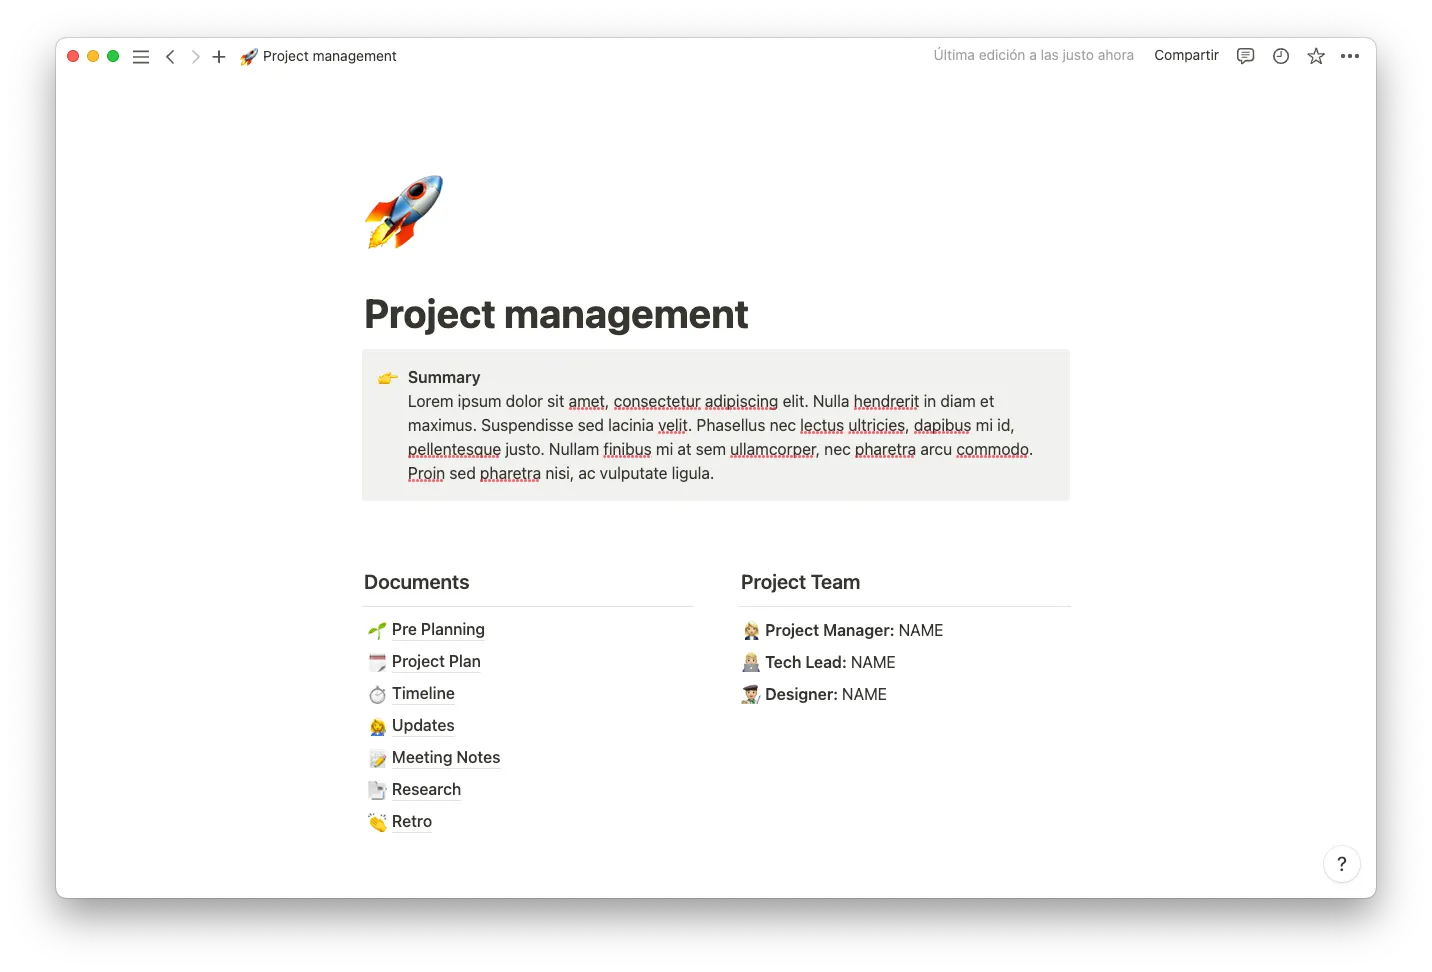 Project management
Última edición a las justo ahora
Compartir
Project management
Summary
Lorem ipsum dolor sit amet, consectetur adipiscing elit. Nulla hendrerit in diam et
maximus. Suspendisse sed lacinia velit. Phasellus nec lectus ultricies, dapibus mi id,
pellentesque justo. Nullam finibus mi at sem ullamcorper, nec pharetra arcu commodo.
Proin sed pharetra nisi, ac vulputate ligula.
Documents
Pre Planning
Project Plan
Timeline
Updates
Meeting Notes
Research
Retro
Project Team
Project Manager: NAME
Tech Lead: NAME
Designer: NAME
?